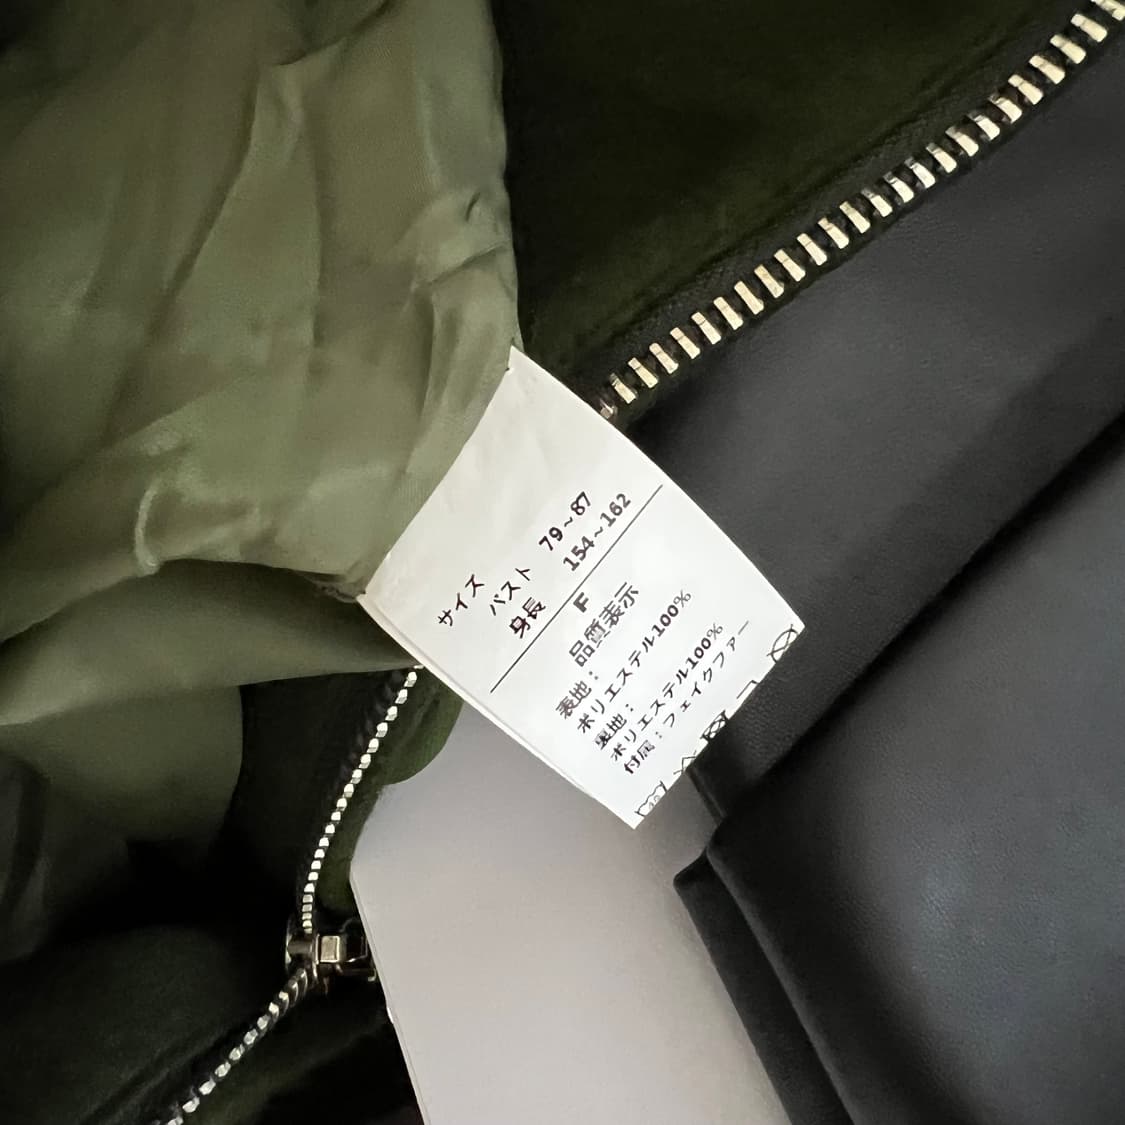 サイズ
バスト 79~87
身長 154~162
F
品質表示
表地：
ポリエステル100%
裏地：
ポリエステル100%
付属：フェイクファー